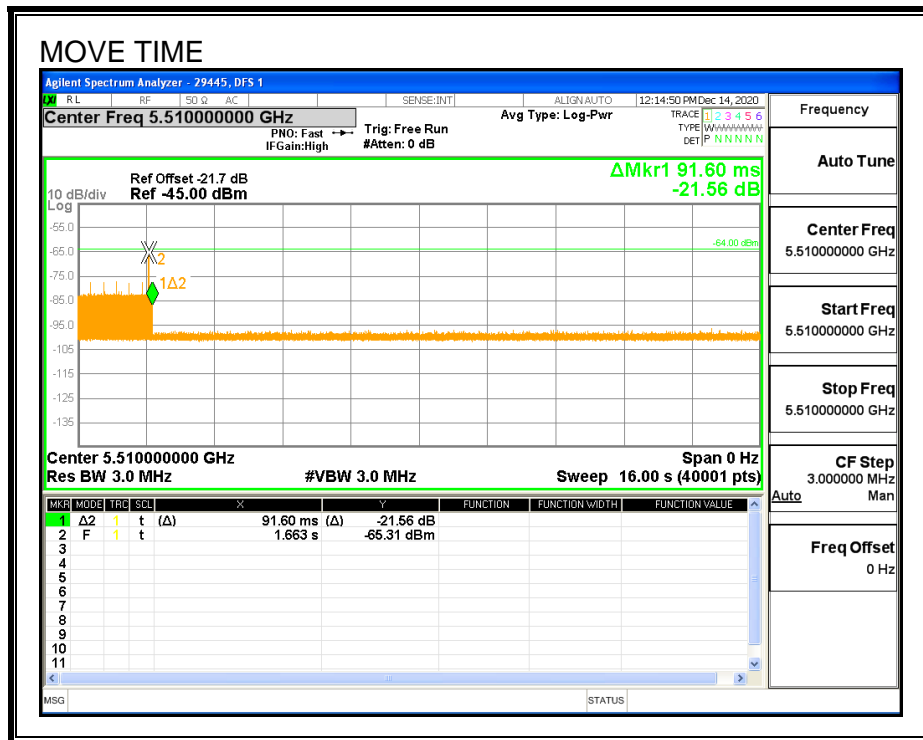 MOVE TIME
Agilent Spectrum Analyzer - 29445, DFS 1
LXI RL RF 50 Ω AC SENSE:INT ALIGN AUTO 12:14:50 PM Dec 14, 2020
Center Freq 5.510000000 GHz
PNO: Fast
IFGain:High
Trig: Free Run
#Atten: 0 dB
Avg Type: Log-Pwr
TRACE 1 2 3 4 5 6
TYPE WWWWWW
DET P N N N N N
ΔMkr1 91.60 ms
-21.56 dB
Ref Offset -21.7 dB
10 dB/div Ref -45.00 dBm
Log
-55.0
-65.0
-75.0
-85.0
-95.0
-105
-115
-125
-135
-64.00 dBm
2
1Δ2
Center 5.510000000 GHz Span 0 Hz
Res BW 3.0 MHz #VBW 3.0 MHz Sweep 16.00 s (40001 pts)
MKR MODE TRC SCL X Y FUNCTION FUNCTION WIDTH FUNCTION VALUE
1 Δ2 1 t (Δ) 91.60 ms (Δ) -21.56 dB
2 F 1 t 1.663 s -65.31 dBm
3
4
5
6
7
8
9
10
11
MSG STATUS
Frequency
Auto Tune
Center Freq
5.510000000 GHz
Start Freq
5.510000000 GHz
Stop Freq
5.510000000 GHz
CF Step
3.000000 MHz
Auto Man
Freq Offset
0 Hz